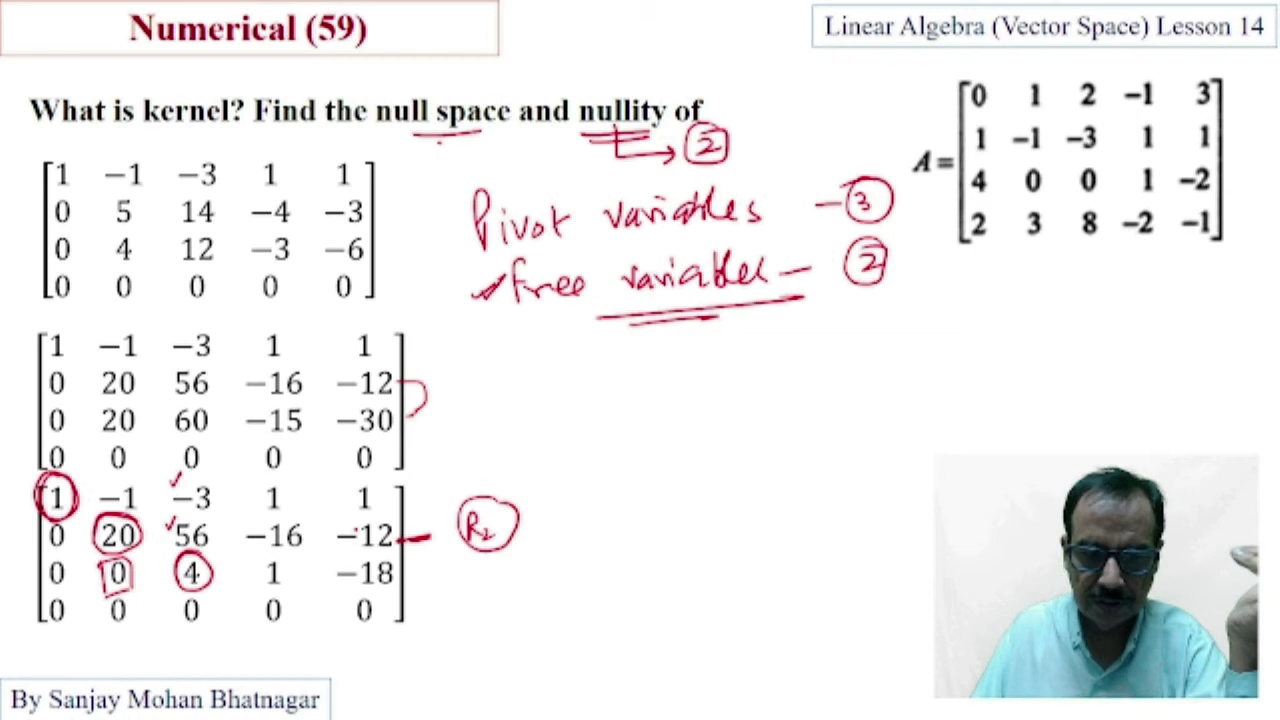 Numerical (59)
Linear Algebra (Vector Space) Lesson 14
What is kernel? Find the null space and nullity of
2
A = [0 1 2 −1 3
1 −1 −3 1 1
4 0 0 1 −2
2 3 8 −2 −1]
[1 −1 −3 1 1
0 5 14 −4 −3
0 4 12 −3 −6
0 0 0 0 0]
Pivot variables − 3
✓ free variables − 2
[1 −1 −3 1 1
0 20 56 −16 −12
0 20 60 −15 −30
0 0 0 0 0]
[1 −1 −3 1 1
0 20 56 −16 −12
0 0 4 1 −18
0 0 0 0 0]
R2
By Sanjay Mohan Bhatnagar